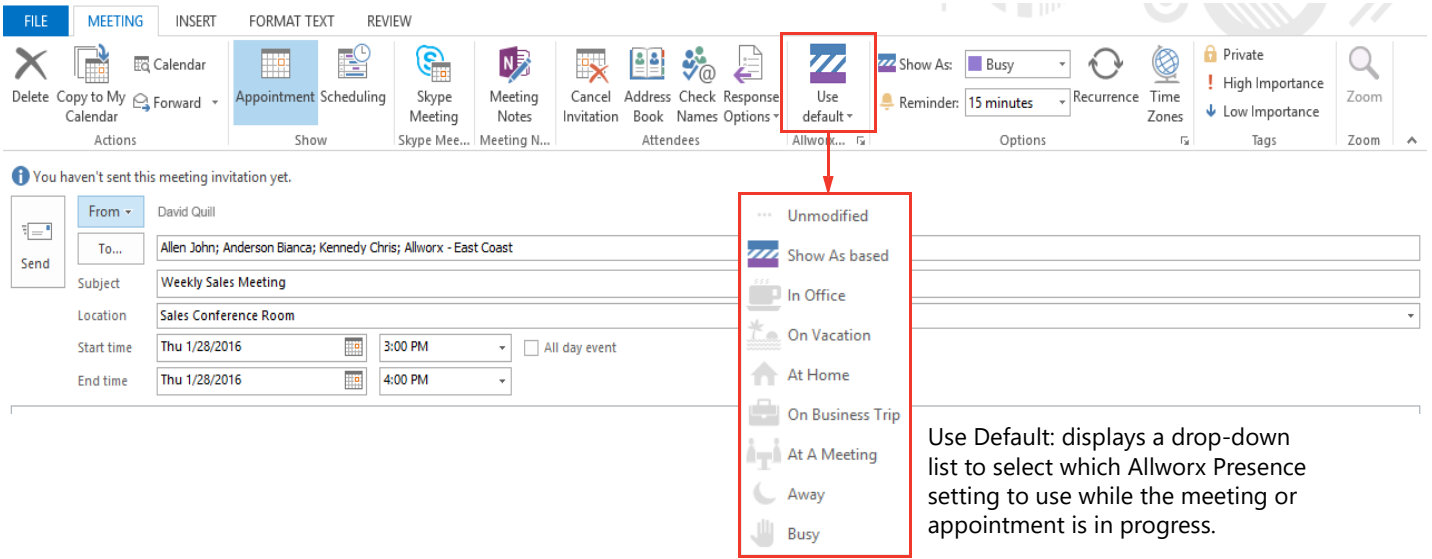 FILE MEETING INSERT FORMAT TEXT REVIEW
Delete
Copy to My
Calendar
Calendar
Forward
Actions
Appointment
Scheduling
Show
Skype
Meeting
Skype Mee...
Meeting
Notes
Meeting N...
Cancel
Invitation
Address
Book
Check
Names
Response
Options
Attendees
Use
default
Allworx...
Show As: Busy
Reminder: 15 minutes
Recurrence
Time
Zones
Options
Private
High Importance
Low Importance
Tags
Zoom
Zoom
You haven't sent this meeting invitation yet.
Send
From David Quill
To... Allen John; Anderson Bianca; Kennedy Chris; Allworx - East Coast
Subject Weekly Sales Meeting
Location Sales Conference Room
Start time Thu 1/28/2016 3:00 PM All day event
End time Thu 1/28/2016 4:00 PM
Unmodified
Show As based
In Office
On Vacation
At Home
On Business Trip
At A Meeting
Away
Busy
Use Default: displays a drop-down
list to select which Allworx Presence
setting to use while the meeting or
appointment is in progress.